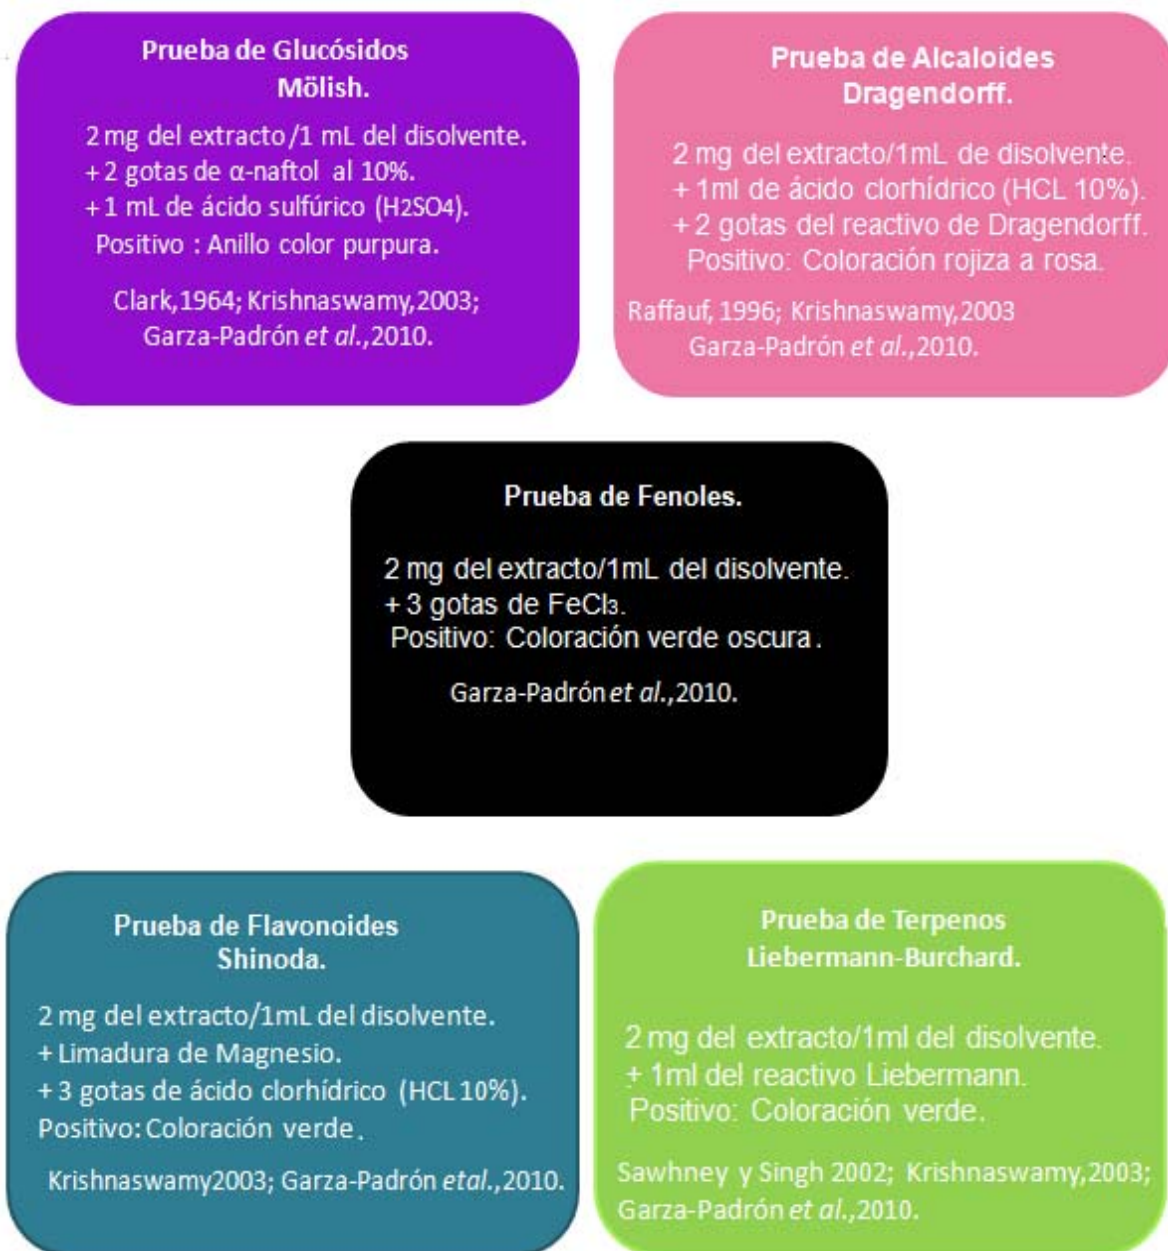 Prueba de Glucósidos
Mölish.
2 mg del extracto/1 mL del disolvente.
+ 2 gotas de α-naftol al 10%.
+ 1 mL de ácido sulfúrico (H2SO4).
Positivo : Anillo color purpura.
Clark,1964; Krishnaswamy,2003;
Garza-Padrón et al.,2010.
Prueba de Alcaloides
Dragendorff.
2 mg del extracto/1mL de disolvente.
+ 1ml de ácido clorhídrico (HCL 10%).
+ 2 gotas del reactivo de Dragendorff.
Positivo: Coloración rojiza a rosa.
Raffauf, 1996; Krishnaswamy,2003
Garza-Padrón et al.,2010.
Prueba de Fenoles.
2 mg del extracto/1mL del disolvente.
+ 3 gotas de FeCl3.
Positivo: Coloración verde oscura.
Garza-Padrón et al.,2010.
Prueba de Flavonoides
Shinoda.
2 mg del extracto/1mL del disolvente.
+ Limadura de Magnesio.
+ 3 gotas de ácido clorhídrico (HCL 10%).
Positivo: Coloración verde.
Krishnaswamy2003; Garza-Padrón etal.,2010.
Prueba de Terpenos
Liebermann-Burchard.
2 mg del extracto/1ml del disolvente.
+ 1ml del reactivo Liebermann.
Positivo: Coloración verde.
Sawhney y Singh 2002; Krishnaswamy,2003;
Garza-Padrón et al.,2010.